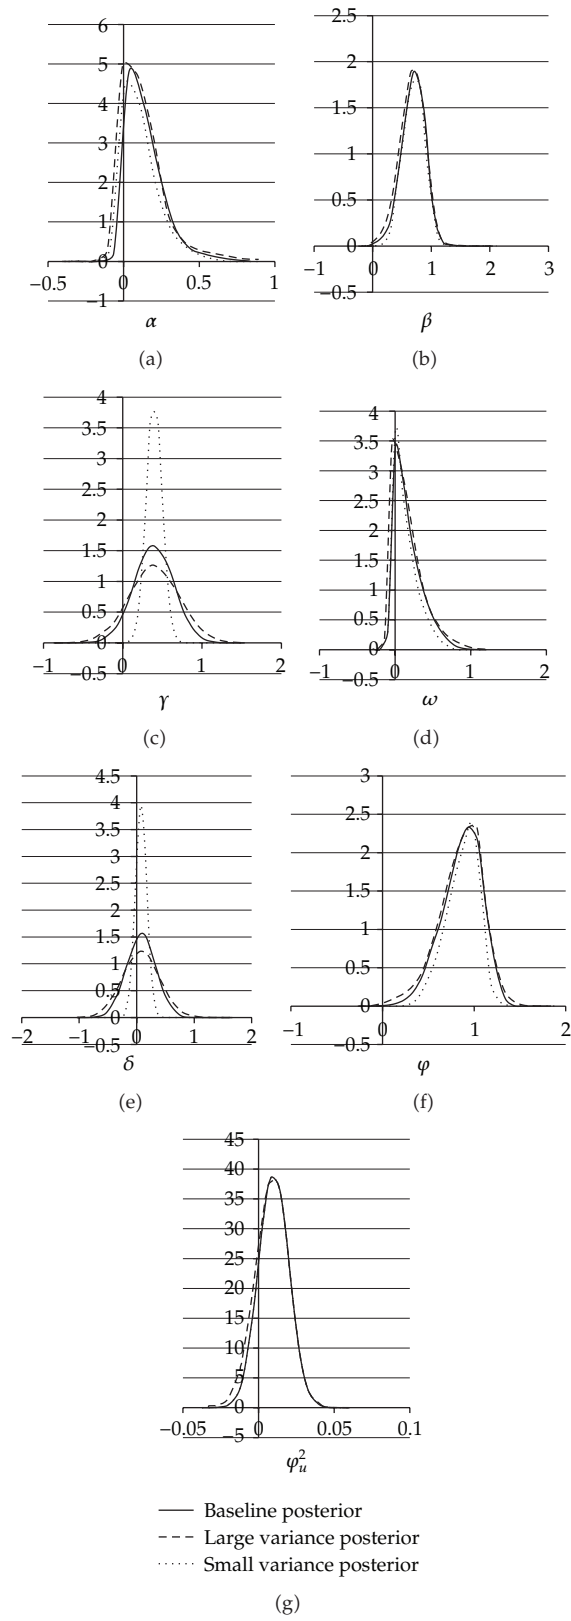 6
5
4
3
2
1
0
−1
−0.5 0 0.5 1
α
(a)
2.5
2
1.5
1
0.5
0
−0.5
−1 0 1 2 3
β
(b)
4
3.5
3
2.5
2
1.5
1
0.5
0
−0.5
−1 0 1 2
γ
(c)
4
3.5
3
2.5
2
1.5
1
0.5
0
−0.5
−1 0 1 2
ω
(d)
4.5
4
3.5
3
2.5
2
1.5
1
0.5
0
−0.5
−2 −1 0 1 2
δ
(e)
3
2.5
2
1.5
1
0.5
0
−0.5
−1 0 1 2
φ
(f)
45
40
35
30
25
20
15
10
5
0
−5
−0.05 0 0.05 0.1
φ²ᵤ
Baseline posterior
Large variance posterior
Small variance posterior
(g)